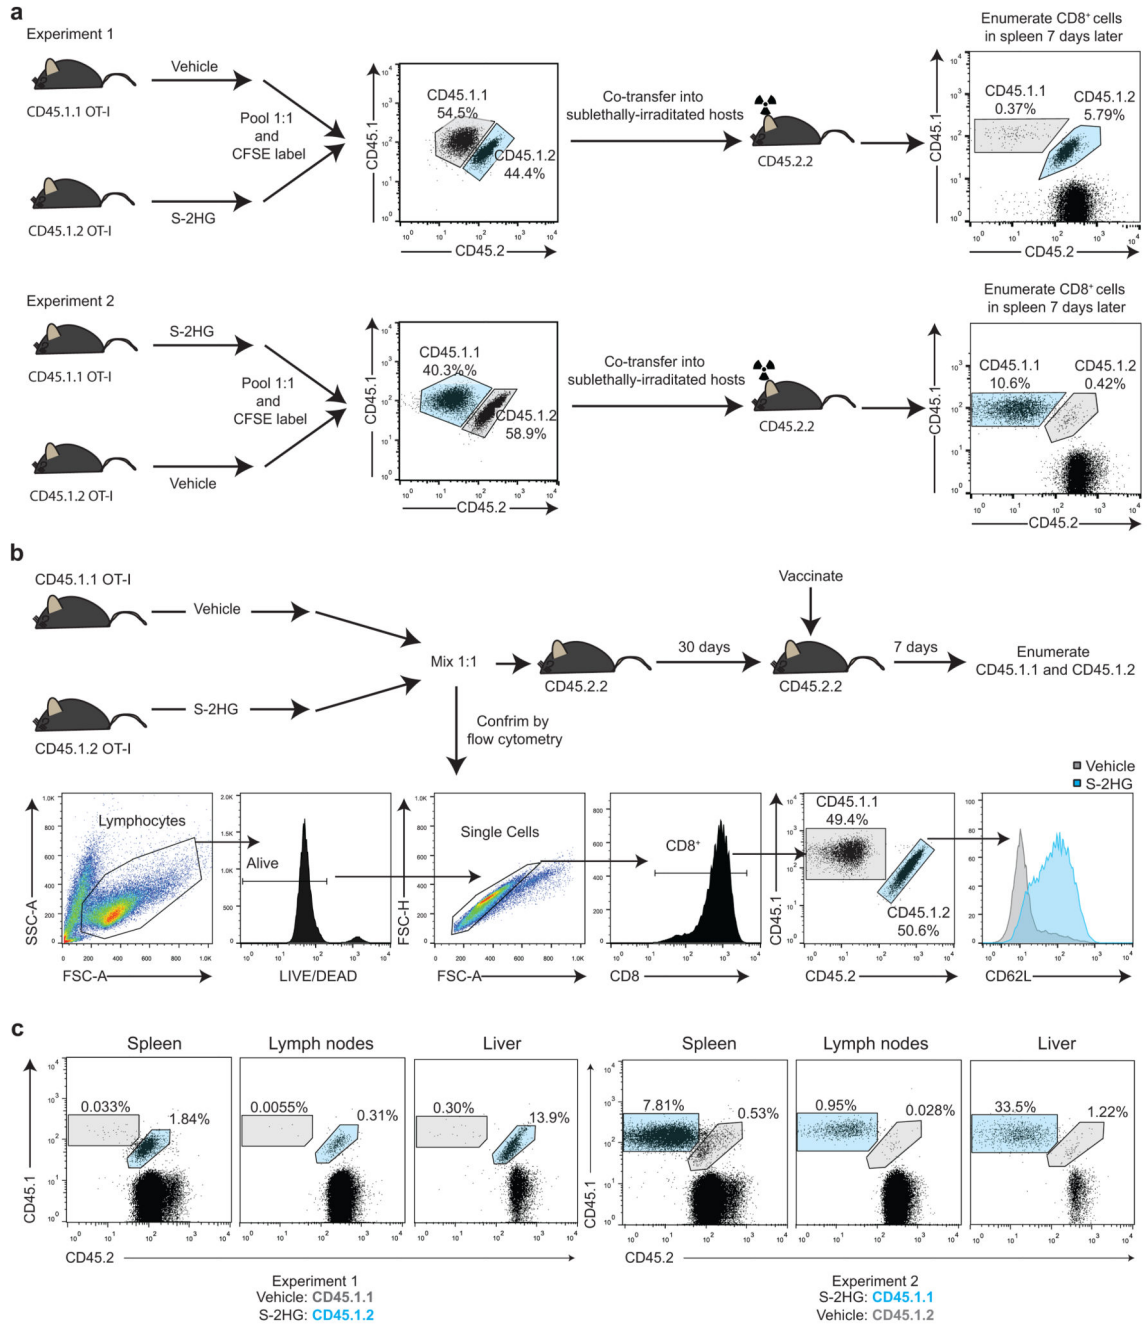 a
Experiment 1
Vehicle
CD45.1.1 OT-I
Pool 1:1
and
CFSE label
S-2HG
CD45.1.2 OT-I
CD45.1
CD45.1.1
54.5%
CD45.1.2
44.4%
CD45.2
Co-transfer into
sublethally-irraditated hosts
CD45.2.2
Enumerate CD8⁺ cells
in spleen 7 days later
CD45.1
CD45.1.1
0.37%
CD45.1.2
5.79%
CD45.2
Experiment 2
S-2HG
CD45.1.1 OT-I
Pool 1:1
and
CFSE label
Vehicle
CD45.1.2 OT-I
CD45.1
CD45.1.1
40.3%%
CD45.1.2
58.9%
CD45.2
Co-transfer into
sublethally-irraditated hosts
CD45.2.2
Enumerate CD8⁺ cells
in spleen 7 days later
CD45.1
CD45.1.1
10.6%
CD45.1.2
0.42%
CD45.2
b
CD45.1.1 OT-I
Vehicle
S-2HG
CD45.1.2 OT-I
Mix 1:1
CD45.2.2
30 days
Vaccinate
CD45.2.2
7 days
Enumerate
CD45.1.1 and CD45.1.2
Confrim by
flow cytometry
Vehicle
S-2HG
Lymphocytes
SSC-A
FSC-A
Alive
LIVE/DEAD
Single Cells
FSC-H
FSC-A
CD8⁺
CD8
CD45.1.1
49.4%
CD45.1.2
50.6%
CD45.1
CD45.2
CD62L
c
Spleen
Lymph nodes
Liver
Spleen
Lymph nodes
Liver
CD45.1
0.033%
1.84%
0.0055%
0.31%
0.30%
13.9%
CD45.2
CD45.1
7.81%
0.53%
0.95%
0.028%
33.5%
1.22%
CD45.2
Experiment 1
Vehicle: CD45.1.1
S-2HG: CD45.1.2
Experiment 2
S-2HG: CD45.1.1
Vehicle: CD45.1.2